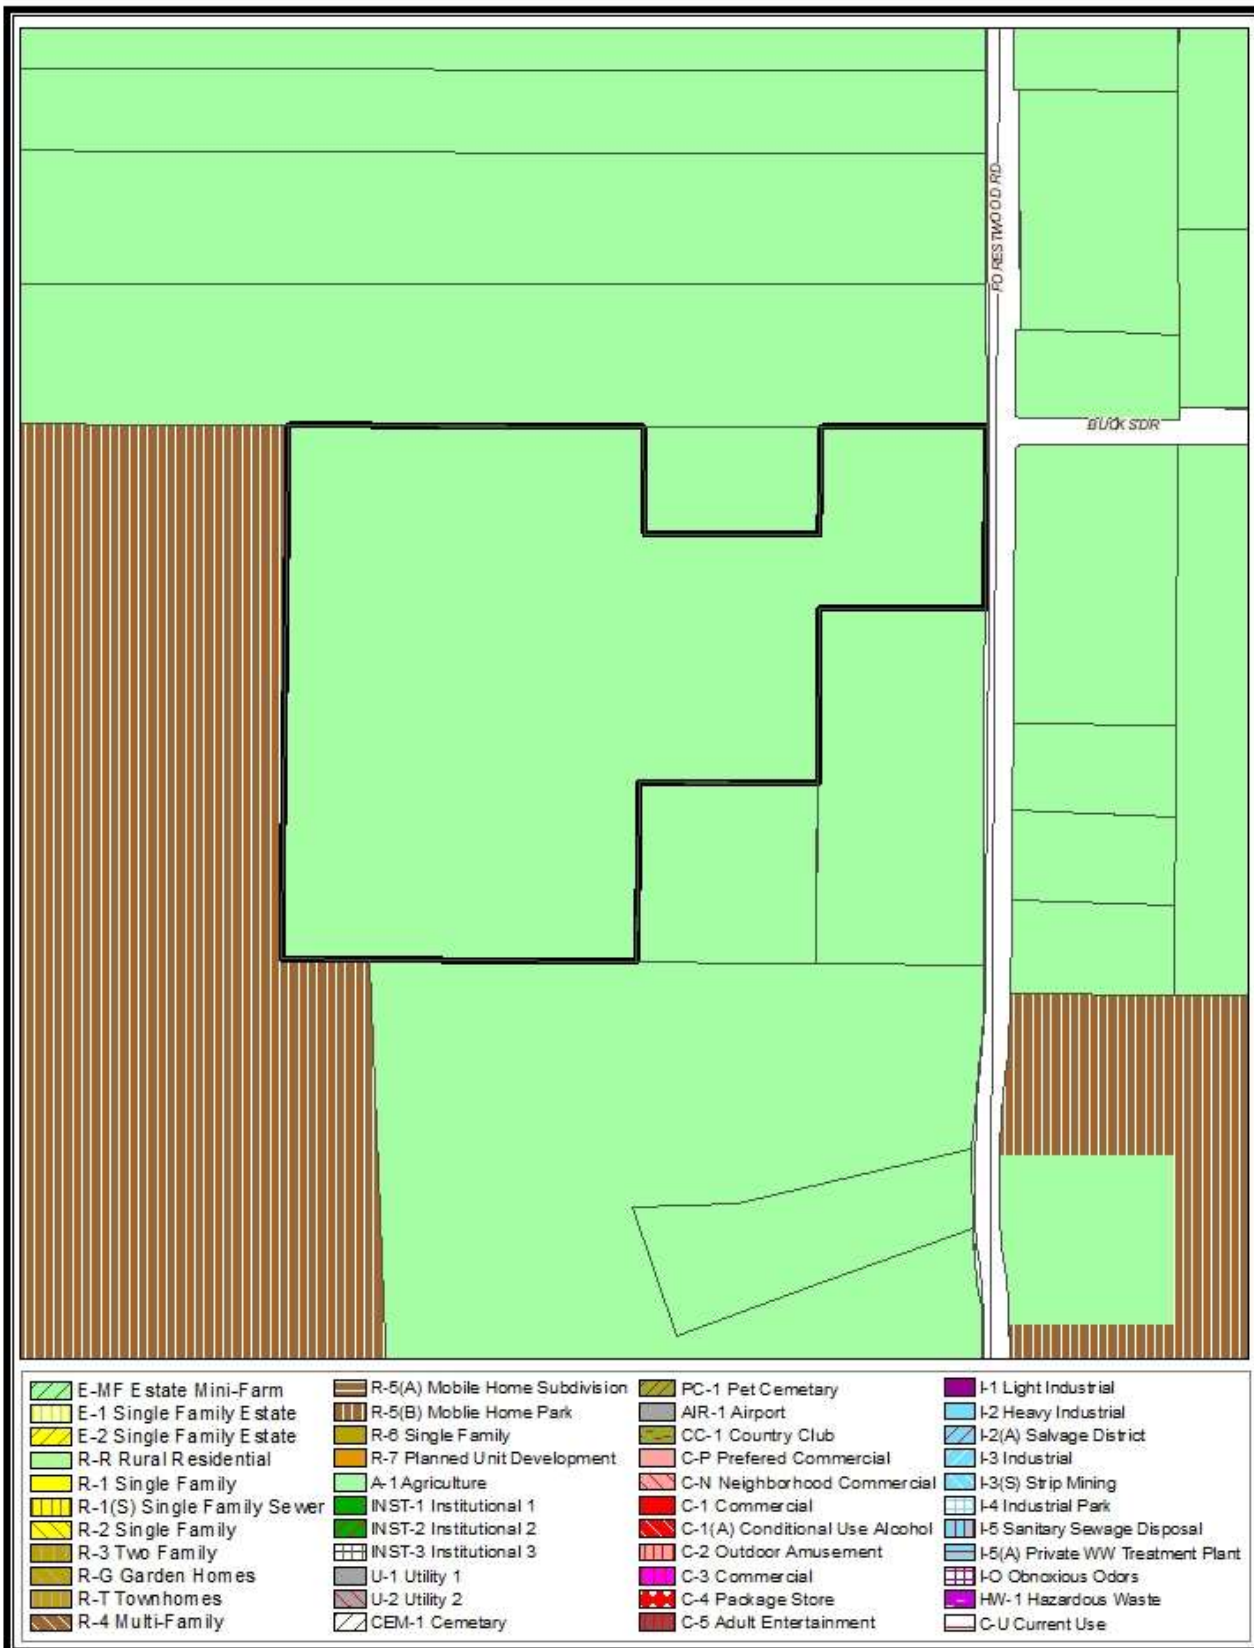 FORESTWOOD RD
BUCKS DR
E-MF Estate Mini-Farm
E-1 Single Family Estate
E-2 Single Family Estate
R-R Rural Residential
R-1 Single Family
R-1(S) Single Family Sewer
R-2 Single Family
R-3 Two Family
R-G Garden Homes
R-T Townhomes
R-4 Multi-Family
R-5(A) Mobile Home Subdivision
R-5(B) Moblie Home Park
R-6 Single Family
R-7 Planned Unit Development
A-1 Agriculture
INST-1 Institutional 1
INST-2 Institutional 2
INST-3 Institutional 3
U-1 Utility 1
U-2 Utility 2
CEM-1 Cemetary
PC-1 Pet Cemetary
AIR-1 Airport
CC-1 Country Club
C-P Prefered Commercial
C-N Neighborhood Commercial
C-1 Commercial
C-1(A) Conditional Use Alcohol
C-2 Outdoor Amusement
C-3 Commercial
C-4 Package Store
C-5 Adult Entertainment
I-1 Light Industrial
I-2 Heavy Industrial
I-2(A) Salvage District
I-3 Industrial
I-3(S) Strip Mining
I-4 Industrial Park
I-5 Sanitary Sewage Disposal
I-5(A) Private WW Treatment Plant
I-O Obnoxious Odors
HW-1 Hazardous Waste
C-U Current Use